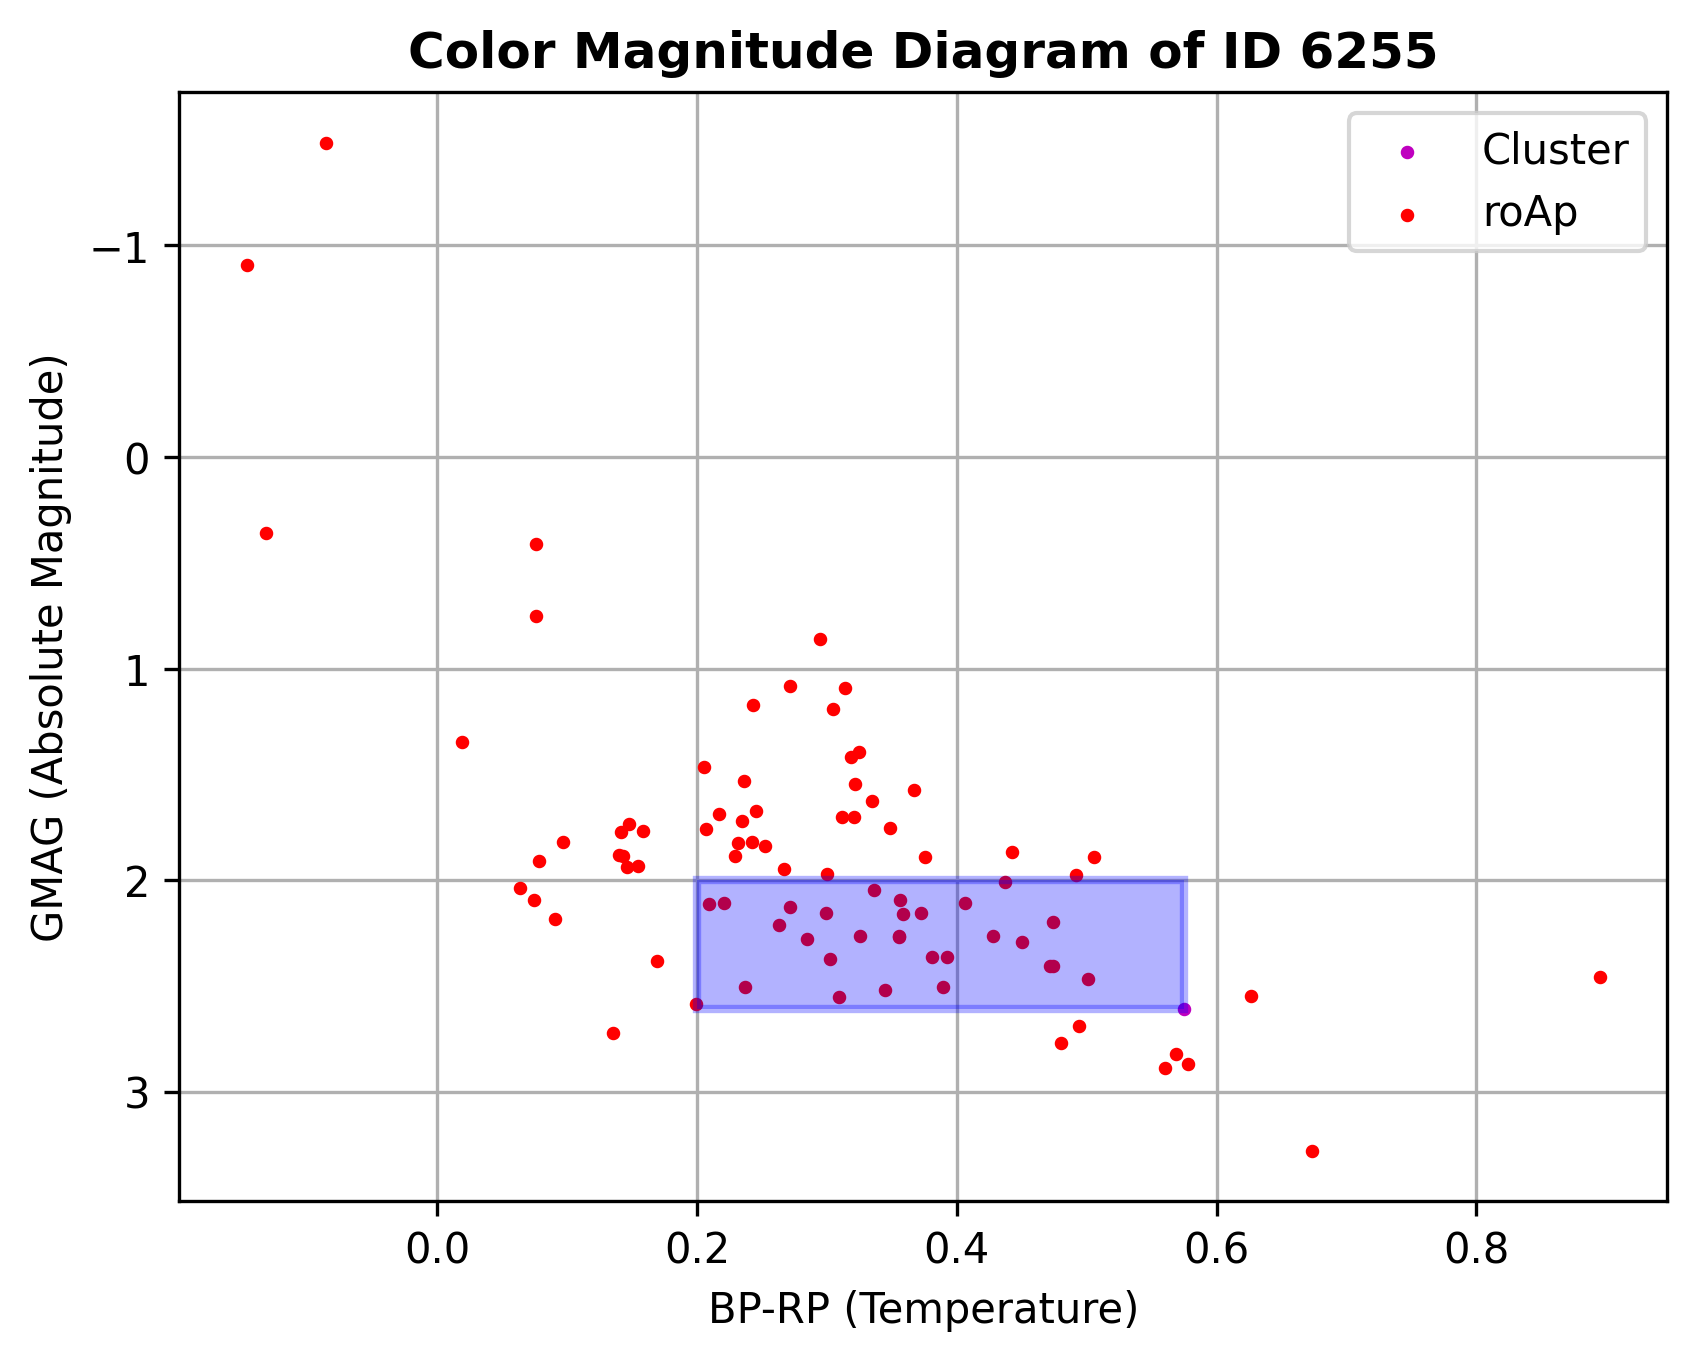 Color Magnitude Diagram of ID 6255
Cluster
roAp
−1
0
1
2
3
GMAG (Absolute Magnitude)
0.0 0.2 0.4 0.6 0.8
BP-RP (Temperature)